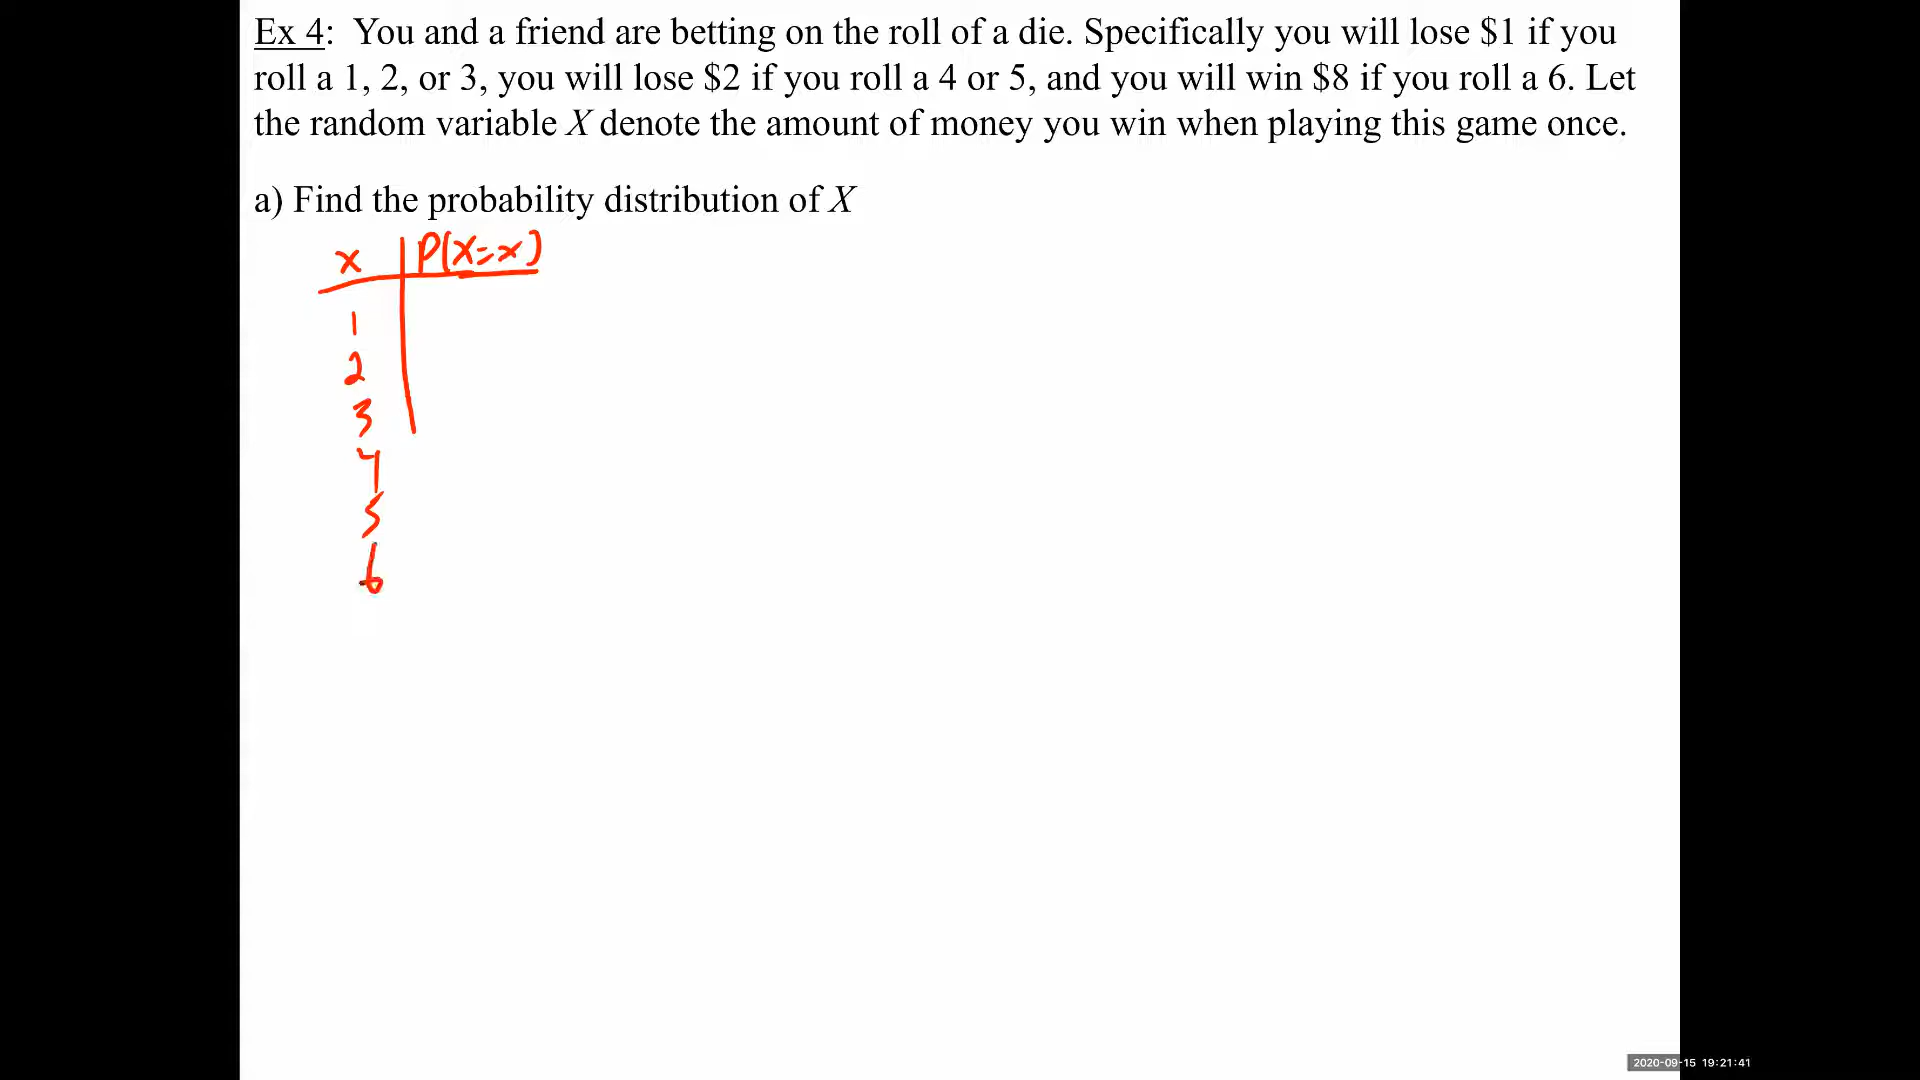 Ex 4: You and a friend are betting on the roll of a die. Specifically you will lose $1 if you
roll a 1, 2, or 3, you will lose $2 if you roll a 4 or 5, and you will win $8 if you roll a 6. Let
the random variable X denote the amount of money you win when playing this game once.
a) Find the probability distribution of X
x P(X=x)
1
2
3
4
5
6
2020-09-15 19:21:41